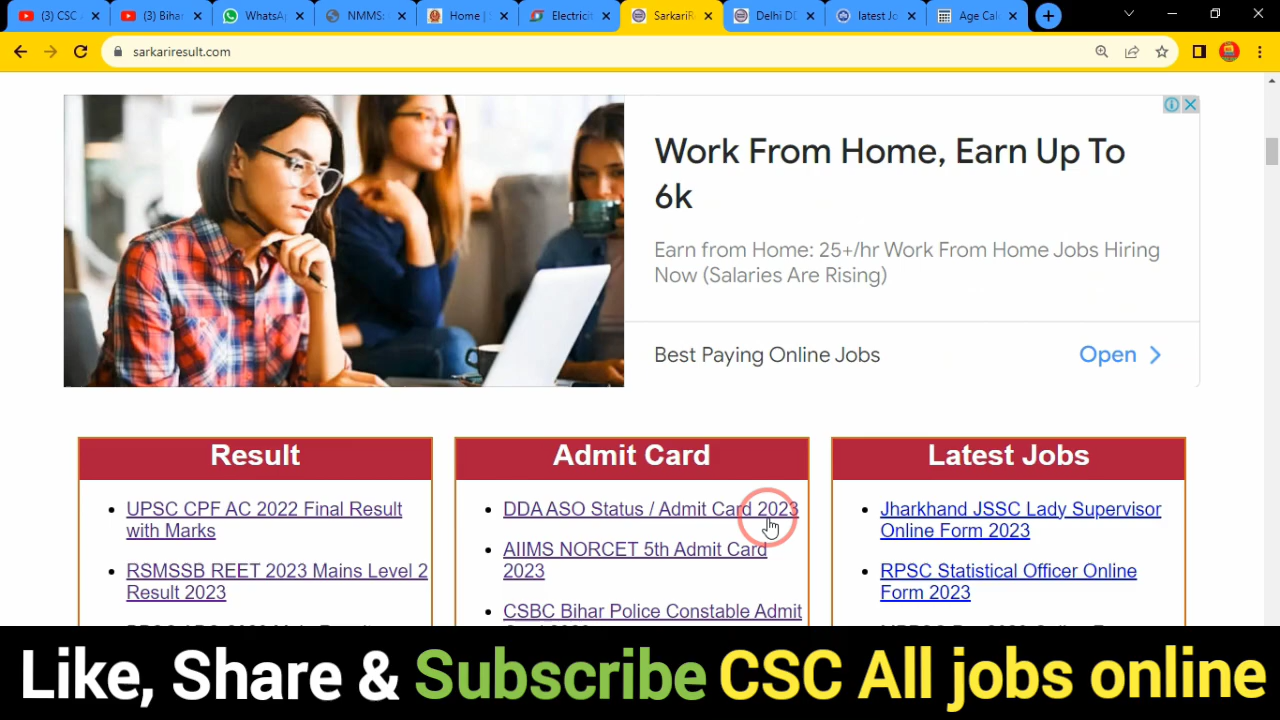 (3) CSC
(3) Bihar
WhatsA
NMMS:
Home |
Electricit
SarkariR
Delhi DD
latest Jo
Age Cal
sarkariresult.com
Work From Home, Earn Up To
6k
Earn from Home: 25+/hr Work From Home Jobs Hiring
Now (Salaries Are Rising)
Best Paying Online Jobs
Open
Result
Admit Card
Latest Jobs
UPSC CPF AC 2022 Final Result
with Marks
RSMSSB REET 2023 Mains Level 2
Result 2023
DDA ASO Status / Admit Card 2023
AIIMS NORCET 5th Admit Card
2023
CSBC Bihar Police Constable Admit
Jharkhand JSSC Lady Supervisor
Online Form 2023
RPSC Statistical Officer Online
Form 2023
Like, Share & Subscribe CSC All jobs online